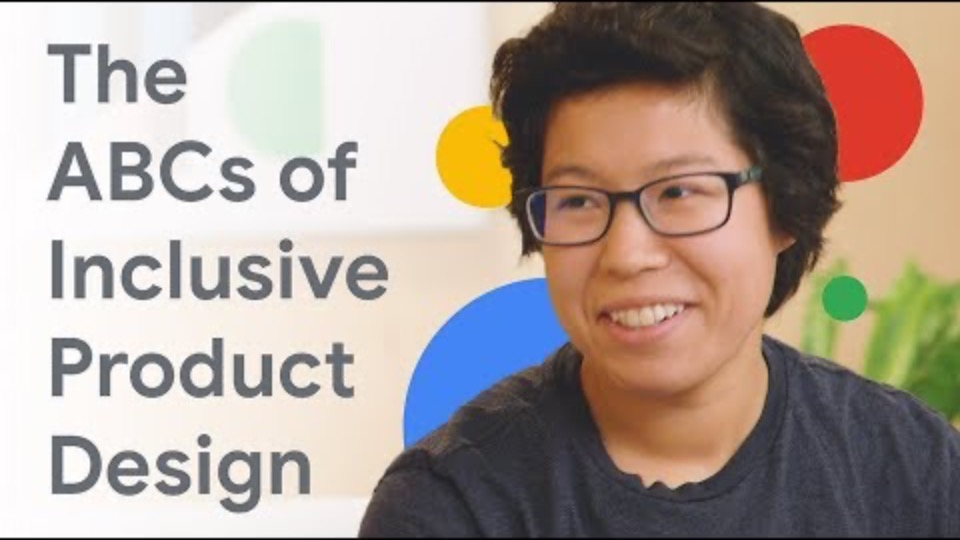 The
ABCs of
Inclusive
Product
Design